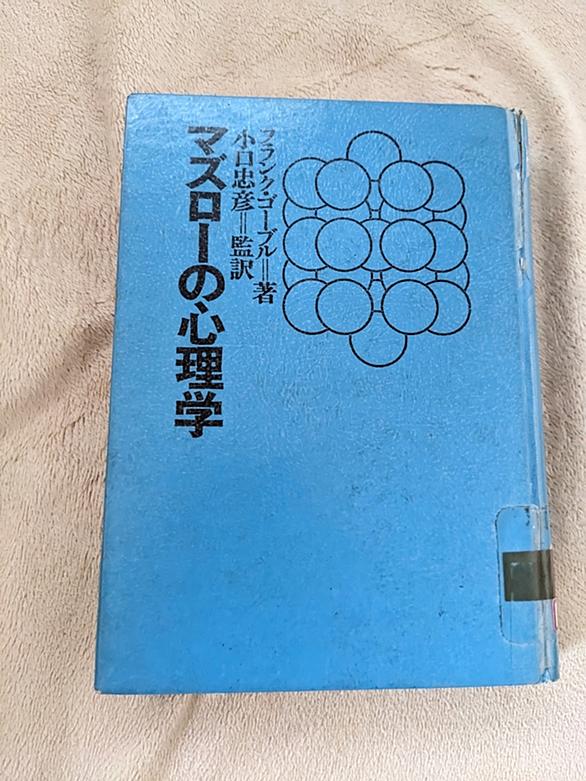 フランク・ゴーブル＝著
小口忠彦＝監訳
マズローの心理学